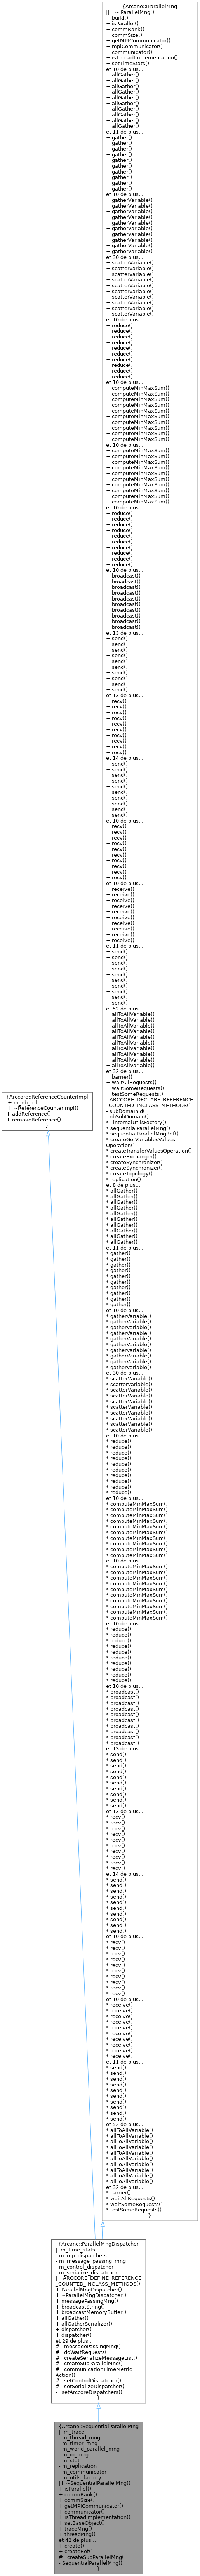 {Arcane::IParallelMng
||+ ~IParallelMng()
+ build()
+ isParallel()
+ commRank()
+ commSize()
+ getMPICommunicator()
+ mpiCommunicator()
+ communicator()
+ isThreadImplementation()
+ setTimeStats()
et 10 de plus...
+ allGather()
+ allGather()
+ allGather()
+ allGather()
+ allGather()
+ allGather()
+ allGather()
+ allGather()
+ allGather()
+ allGather()
et 11 de plus...
+ gather()
+ gather()
+ gather()
+ gather()
+ gather()
+ gather()
+ gather()
+ gather()
+ gather()
+ gather()
et 10 de plus...
+ gatherVariable()
+ gatherVariable()
+ gatherVariable()
+ gatherVariable()
+ gatherVariable()
+ gatherVariable()
+ gatherVariable()
+ gatherVariable()
+ gatherVariable()
+ gatherVariable()
et 30 de plus...
+ scatterVariable()
+ scatterVariable()
+ scatterVariable()
+ scatterVariable()
+ scatterVariable()
+ scatterVariable()
+ scatterVariable()
+ scatterVariable()
+ scatterVariable()
+ scatterVariable()
et 10 de plus...
+ reduce()
+ reduce()
+ reduce()
+ reduce()
+ reduce()
+ reduce()
+ reduce()
+ reduce()
+ reduce()
+ reduce()
et 10 de plus...
+ computeMinMaxSum()
+ computeMinMaxSum()
+ computeMinMaxSum()
+ computeMinMaxSum()
+ computeMinMaxSum()
+ computeMinMaxSum()
+ computeMinMaxSum()
+ computeMinMaxSum()
+ computeMinMaxSum()
+ computeMinMaxSum()
et 10 de plus...
+ computeMinMaxSum()
+ computeMinMaxSum()
+ computeMinMaxSum()
+ computeMinMaxSum()
+ computeMinMaxSum()
+ computeMinMaxSum()
+ computeMinMaxSum()
+ computeMinMaxSum()
+ computeMinMaxSum()
+ computeMinMaxSum()
et 10 de plus...
+ reduce()
+ reduce()
+ reduce()
+ reduce()
+ reduce()
+ reduce()
+ reduce()
+ reduce()
+ reduce()
+ reduce()
et 10 de plus...
+ broadcast()
+ broadcast()
+ broadcast()
+ broadcast()
+ broadcast()
+ broadcast()
+ broadcast()
+ broadcast()
+ broadcast()
+ broadcast()
et 13 de plus...
+ send()
+ send()
+ send()
+ send()
+ send()
+ send()
+ send()
+ send()
+ send()
+ send()
et 13 de plus...
+ recv()
+ recv()
+ recv()
+ recv()
+ recv()
+ recv()
+ recv()
+ recv()
+ recv()
+ recv()
et 14 de plus...
+ send()
+ send()
+ send()
+ send()
+ send()
+ send()
+ send()
+ send()
+ send()
+ send()
et 10 de plus...
+ recv()
+ recv()
+ recv()
+ recv()
+ recv()
+ recv()
+ recv()
+ recv()
+ recv()
+ recv()
et 10 de plus...
+ receive()
+ receive()
+ receive()
+ receive()
+ receive()
+ receive()
+ receive()
+ receive()
+ receive()
+ receive()
et 11 de plus...
+ send()
+ send()
+ send()
+ send()
+ send()
+ send()
+ send()
+ send()
+ send()
+ send()
et 52 de plus...
+ allToAllVariable()
+ allToAllVariable()
+ allToAllVariable()
+ allToAllVariable()
+ allToAllVariable()
+ allToAllVariable()
+ allToAllVariable()
+ allToAllVariable()
+ allToAllVariable()
+ allToAllVariable()
et 32 de plus...
+ barrier()
+ waitAllRequests()
+ waitSomeRequests()
+ testSomeRequests()
- ARCCORE_DECLARE_REFERENCE
_COUNTED_INCLASS_METHODS()
- subDomainId()
- nbSubDomain()
* _internalUtilsFactory()
* sequentialParallelMng()
* sequentialParallelMngRef()
* createGetVariablesValues
Operation()
* createTransferValuesOperation()
* createExchanger()
* createSynchronizer()
* createSynchronizer()
* createTopology()
* replication()
et 8 de plus...
* allGather()
* allGather()
* allGather()
* allGather()
* allGather()
* allGather()
* allGather()
* allGather()
* allGather()
* allGather()
et 11 de plus...
* gather()
* gather()
* gather()
* gather()
* gather()
* gather()
* gather()
* gather()
* gather()
* gather()
et 10 de plus...
* gatherVariable()
* gatherVariable()
* gatherVariable()
* gatherVariable()
* gatherVariable()
* gatherVariable()
* gatherVariable()
* gatherVariable()
* gatherVariable()
* gatherVariable()
et 30 de plus...
* scatterVariable()
* scatterVariable()
* scatterVariable()
* scatterVariable()
* scatterVariable()
* scatterVariable()
* scatterVariable()
* scatterVariable()
* scatterVariable()
* scatterVariable()
et 10 de plus...
* reduce()
* reduce()
* reduce()
* reduce()
* reduce()
* reduce()
* reduce()
* reduce()
* reduce()
* reduce()
et 10 de plus...
* computeMinMaxSum()
* computeMinMaxSum()
* computeMinMaxSum()
* computeMinMaxSum()
* computeMinMaxSum()
* computeMinMaxSum()
* computeMinMaxSum()
* computeMinMaxSum()
* computeMinMaxSum()
* computeMinMaxSum()
et 10 de plus...
* computeMinMaxSum()
* computeMinMaxSum()
* computeMinMaxSum()
* computeMinMaxSum()
* computeMinMaxSum()
* computeMinMaxSum()
* computeMinMaxSum()
* computeMinMaxSum()
* computeMinMaxSum()
* computeMinMaxSum()
et 10 de plus...
* reduce()
* reduce()
* reduce()
* reduce()
* reduce()
* reduce()
* reduce()
* reduce()
* reduce()
* reduce()
et 10 de plus...
* broadcast()
* broadcast()
* broadcast()
* broadcast()
* broadcast()
* broadcast()
* broadcast()
* broadcast()
* broadcast()
* broadcast()
et 13 de plus...
* send()
* send()
* send()
* send()
* send()
* send()
* send()
* send()
* send()
* send()
et 13 de plus...
* recv()
* recv()
* recv()
* recv()
* recv()
* recv()
* recv()
* recv()
* recv()
* recv()
et 14 de plus...
* send()
* send()
* send()
* send()
* send()
* send()
* send()
* send()
* send()
* send()
et 10 de plus...
* recv()
* recv()
* recv()
* recv()
* recv()
* recv()
* recv()
* recv()
* recv()
* recv()
et 10 de plus...
* receive()
* receive()
* receive()
* receive()
* receive()
* receive()
* receive()
* receive()
* receive()
* receive()
et 11 de plus...
* send()
* send()
* send()
* send()
* send()
* send()
* send()
* send()
* send()
* send()
et 52 de plus...
* allToAllVariable()
* allToAllVariable()
* allToAllVariable()
* allToAllVariable()
* allToAllVariable()
* allToAllVariable()
* allToAllVariable()
* allToAllVariable()
* allToAllVariable()
* allToAllVariable()
et 32 de plus...
* barrier()
* waitAllRequests()
* waitSomeRequests()
* testSomeRequests()
}
{Arccore::ReferenceCounterImpl
|+ m_nb_ref
|+ ~ReferenceCounterImpl()
+ addReference()
+ removeReference()
}
{Arcane::ParallelMngDispatcher
|- m_time_stats
- m_mp_dispatchers
- m_message_passing_mng
- m_control_dispatcher
- m_serialize_dispatcher
|+ ARCCORE_DEFINE_REFERENCE
_COUNTED_INCLASS_METHODS()
+ ParallelMngDispatcher()
+ ~ParallelMngDispatcher()
+ messagePassingMng()
+ broadcastString()
+ broadcastMemoryBuffer()
+ allGather()
+ allGatherSerializer()
+ dispatcher()
+ dispatcher()
et 29 de plus...
# _messagePassingMng()
# _doWaitRequests()
# _createSerializeMessageList()
# _createSubParallelMng()
# _communicationTimeMetric
Action()
# _setControlDispatcher()
# _setSerializeDispatcher()
- _setArccoreDispatchers()
}
{Arcane::SequentialParallelMng
|- m_trace
- m_thread_mng
- m_timer_mng
- m_world_parallel_mng
- m_io_mng
- m_stat
- m_replication
- m_communicator
- m_utils_factory
|+ ~SequentialParallelMng()
+ isParallel()
+ commRank()
+ commSize()
+ getMPICommunicator()
+ communicator()
+ isThreadImplementation()
+ setBaseObject()
+ traceMng()
+ threadMng()
et 42 de plus...
+ create()
+ createRef()
# _createSubParallelMng()
- SequentialParallelMng()
}